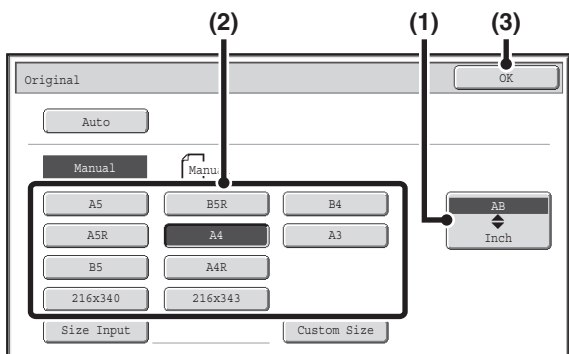 (2) (1) (3)
Original OK
Auto
Manual Manu
A5 B5R B4
A5R A4 A3
AB
Inch
B5 A4R
216x340 216x343
Size Input Custom Size